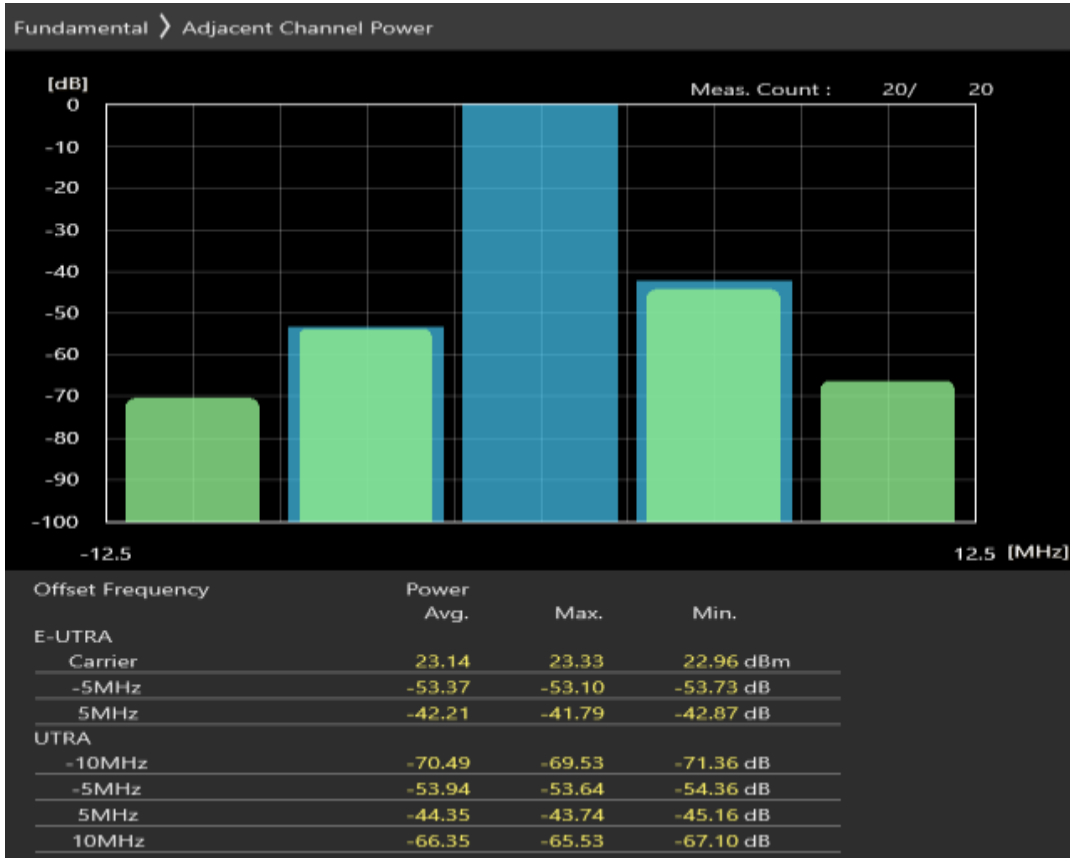 Fundamental 〉 Adjacent Channel Power
[dB]
Meas. Count : 20/ 20
0
-10
-20
-30
-40
-50
-60
-70
-80
-90
-100
-12.5 12.5 [MHz]
Offset Frequency Power
Avg. Max. Min.
E-UTRA
Carrier 23.14 23.33 22.96 dBm
-5MHz -53.37 -53.10 -53.73 dB
5MHz -42.21 -41.79 -42.87 dB
UTRA
-10MHz -70.49 -69.53 -71.36 dB
-5MHz -53.94 -53.64 -54.36 dB
5MHz -44.35 -43.74 -45.16 dB
10MHz -66.35 -65.53 -67.10 dB